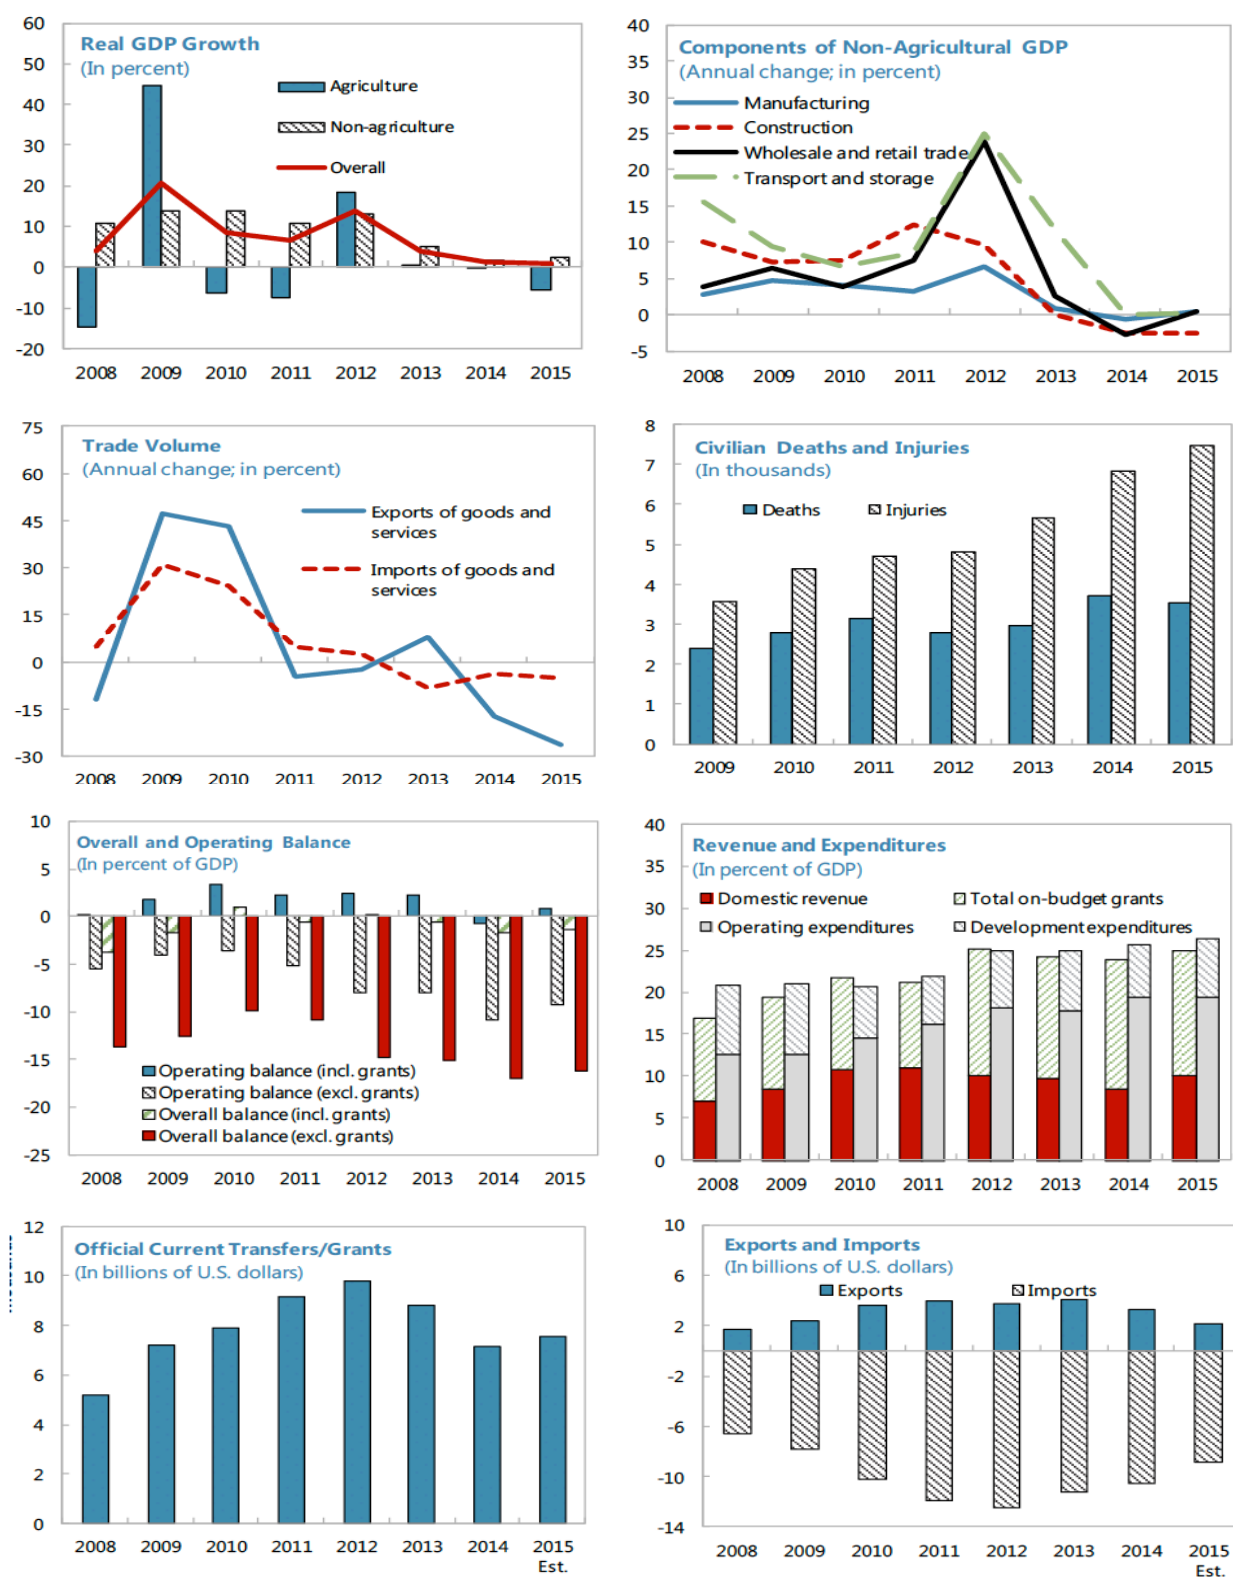 Real GDP Growth
(In percent)
Agriculture
Non-agriculture
Overall
60
50
40
30
20
10
0
-10
-20
2008 2009 2010 2011 2012 2013 2014 2015
Components of Non-Agricultural GDP
(Annual change; in percent)
Manufacturing
Construction
Wholesale and retail trade
Transport and storage
40
35
30
25
20
15
10
5
0
-5
2008 2009 2010 2011 2012 2013 2014 2015
Trade Volume
(Annual change; in percent)
Exports of goods and
services
Imports of goods and
services
75
60
45
30
15
0
-15
-30
2008 2009 2010 2011 2012 2013 2014 2015
Civilian Deaths and Injuries
(In thousands)
Deaths Injuries
8
7
6
5
4
3
2
1
0
2009 2010 2011 2012 2013 2014 2015
Overall and Operating Balance
(In percent of GDP)
10
5
0
-5
-10
-15
-20
-25
Operating balance (incl. grants)
Operating balance (excl. grants)
Overall balance (incl. grants)
Overall balance (excl. grants)
2008 2009 2010 2011 2012 2013 2014 2015
Revenue and Expenditures
(In percent of GDP)
Domestic revenue Total on-budget grants
Operating expenditures Development expenditures
40
35
30
25
20
15
10
5
0
2008 2009 2010 2011 2012 2013 2014 2015
Official Current Transfers/Grants
(In billions of U.S. dollars)
12
10
8
6
4
2
0
2008 2009 2010 2011 2012 2013 2014 2015
Est.
Exports and Imports
(In billions of U.S. dollars)
Exports Imports
10
6
2
-2
-6
-10
-14
2008 2009 2010 2011 2012 2013 2014 2015
Est.